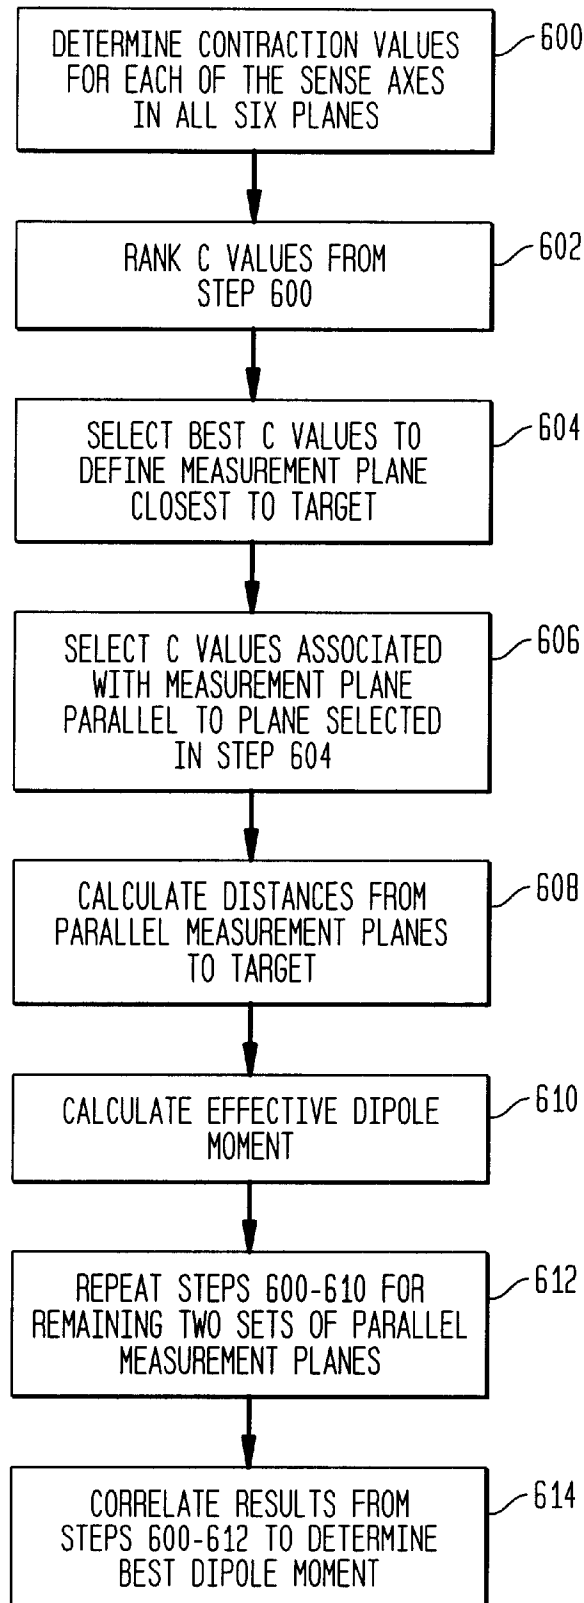 DETERMINE CONTRACTION VALUES
FOR EACH OF THE SENSE AXES
IN ALL SIX PLANES
600
RANK C VALUES FROM
STEP 600
602
SELECT BEST C VALUES TO
DEFINE MEASUREMENT PLANE
CLOSEST TO TARGET
604
SELECT C VALUES ASSOCIATED
WITH MEASUREMENT PLANE
PARALLEL TO PLANE SELECTED
IN STEP 604
606
CALCULATE DISTANCES FROM
PARALLEL MEASUREMENT PLANES
TO TARGET
608
CALCULATE EFFECTIVE DIPOLE
MOMENT
610
REPEAT STEPS 600-610 FOR
REMAINING TWO SETS OF PARALLEL
MEASUREMENT PLANES
612
CORRELATE RESULTS FROM
STEPS 600-612 TO DETERMINE
BEST DIPOLE MOMENT
614